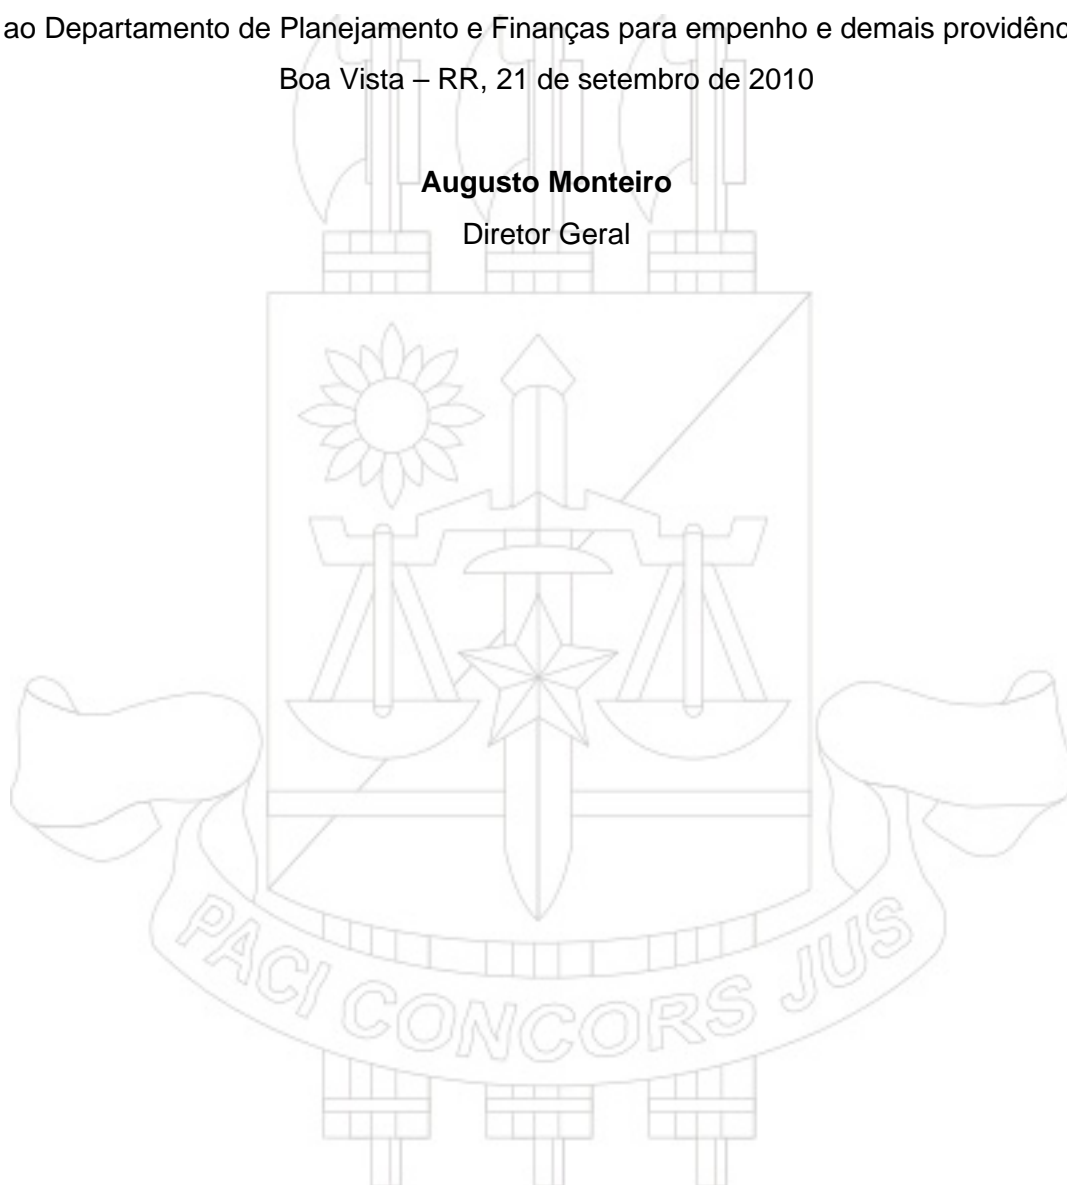 ao Departamento de Planejamento e Finanças para empenho e demais
Boa Vista – RR, 21 de setembro de 2010
Augusto Monteiro
Diretor Geral
PACI CONCORS JUS